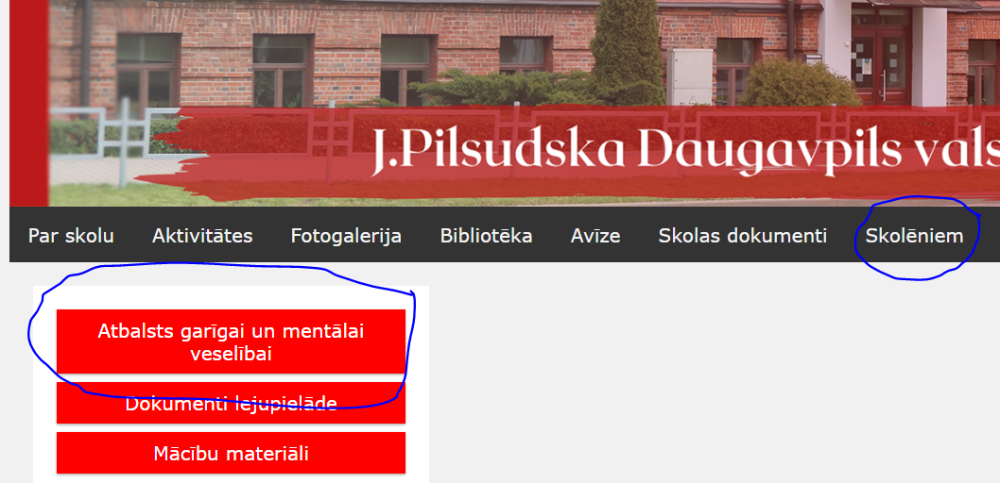 J.Pilsudska Daugavpils vals
Par skolu Aktivitātes Fotogalerija Bibliotēka Avīze Skolas dokumenti Skolēniem
Atbalsts garīgai un mentālai
veselībai
Dokumenti lejupielāde
Mācību materiāli